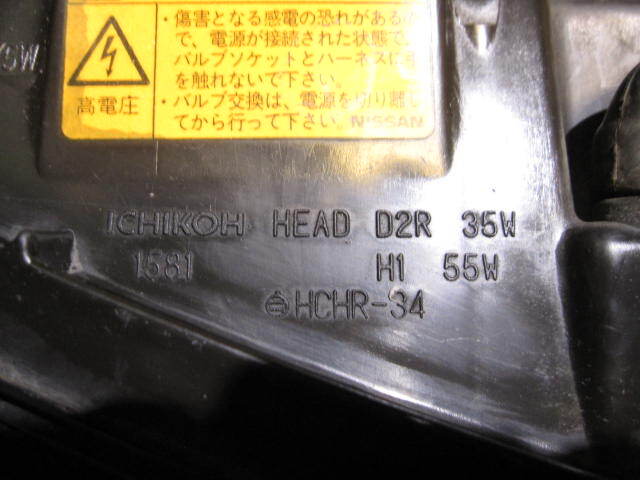 ・傷害となる感電の恐れがあるの
で、電源が接続された状態で、
バルブソケットとハーネスに手
を触れないで下さい。
高電圧
・バルブ交換は、電源を切り離し
てから行って下さい。NISSAN
5W
ICHIKOH HEAD D2R 35W
1581 H1 55W
HCHR-34